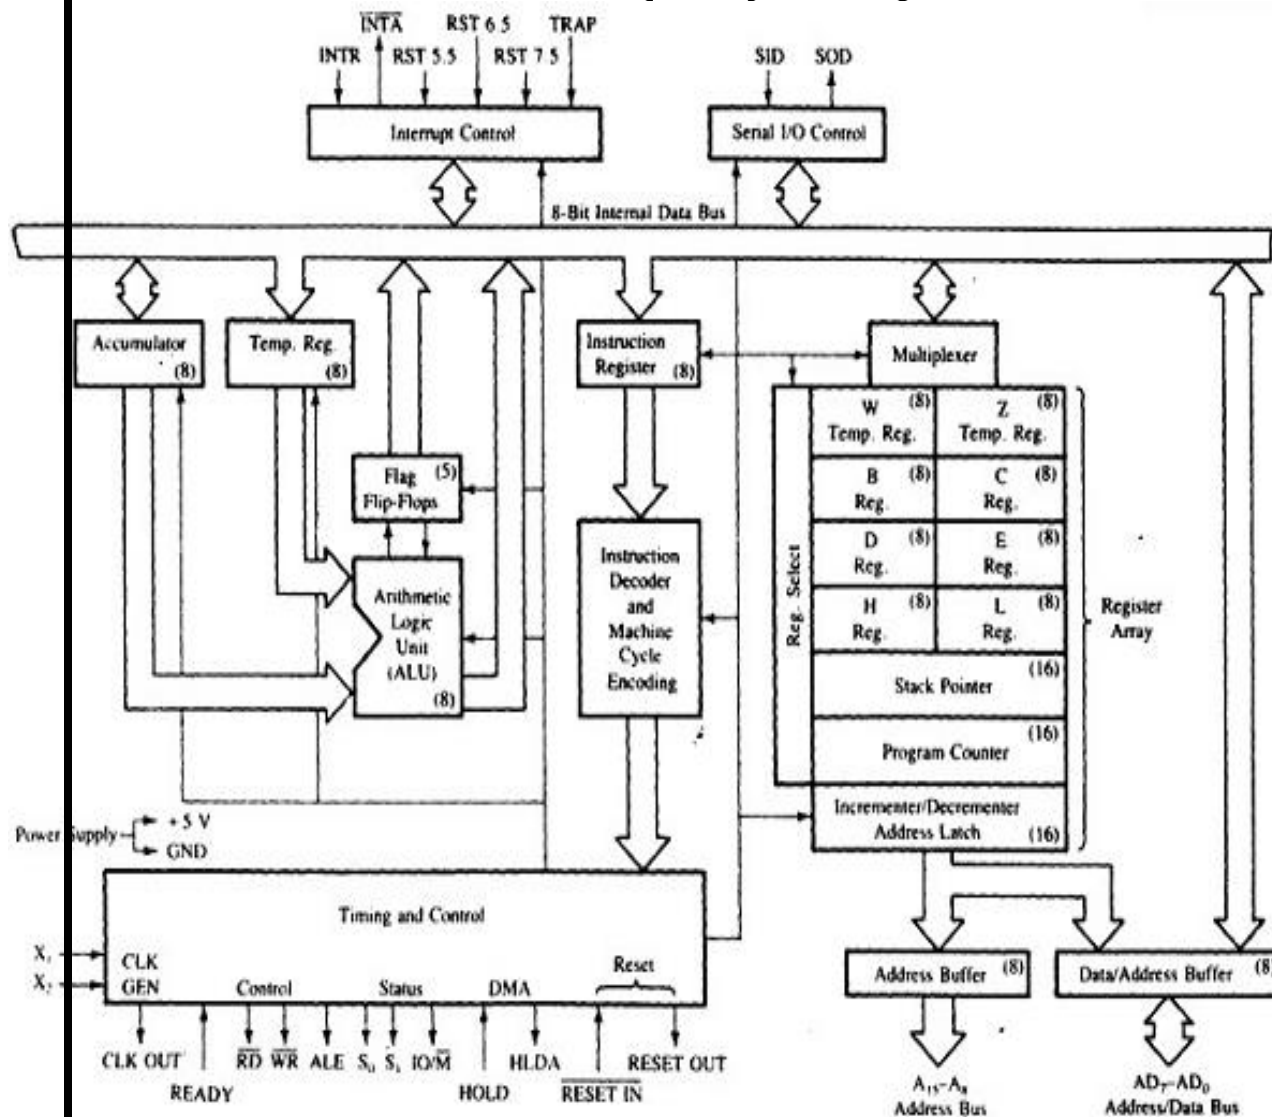 INTA RST 6.5 TRAP
INTR RST 5.5 RST 7.5 SID SOD
Interrupt Control
Serial I/O Control
8-Bit Internal Data Bus
Accumulator
(8)
Temp. Reg.
(8)
Instruction
Register
(8)
Multiplexer
W (8)
Temp. Reg.
Z (8)
Temp. Reg.
Flag (5)
Flip-Flops
B (8)
Reg.
C (8)
Reg.
D (8)
Reg.
E (8)
Reg.
H (8)
Reg.
L (8)
Reg.
Reg. Select
Register
Array
Arithmetic
Logic
Unit
(ALU)
(8)
Instruction
Decoder
and
Machine
Cycle
Encoding
(16)
Stack Pointer
(16)
Program Counter
Incrementer/Decrementer
Address Latch
(16)
Power Supply
+5 V
GND
Timing and Control
X₁
X₂
CLK
GEN
Control
Status
DMA
Reset
Address Buffer (8)
Data/Address Buffer (8)
CLK OUT
READY
RD WR ALE S₀ S₁ IO/M
HOLD
HLDA
RESET IN
RESET OUT
A₁₅–A₈
Address Bus
AD₇–AD₀
Address/Data Bus